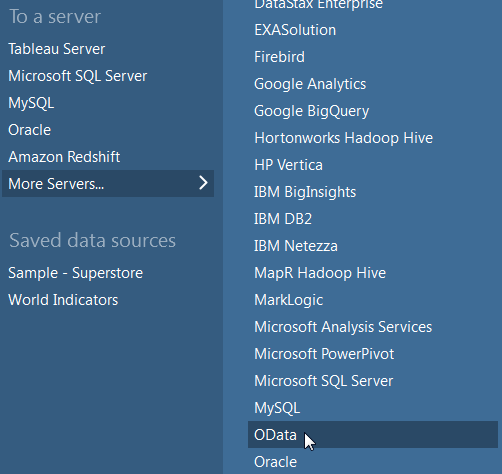 To a server
Tableau Server
Microsoft SQL Server
MySQL
Oracle
Amazon Redshift
More Servers...
Saved data sources
Sample - Superstore
World Indicators
DataStax Enterprise
EXASolution
Firebird
Google Analytics
Google BigQuery
Hortonworks Hadoop Hive
HP Vertica
IBM BigInsights
IBM DB2
IBM Netezza
MapR Hadoop Hive
MarkLogic
Microsoft Analysis Services
Microsoft PowerPivot
Microsoft SQL Server
MySQL
OData
Oracle